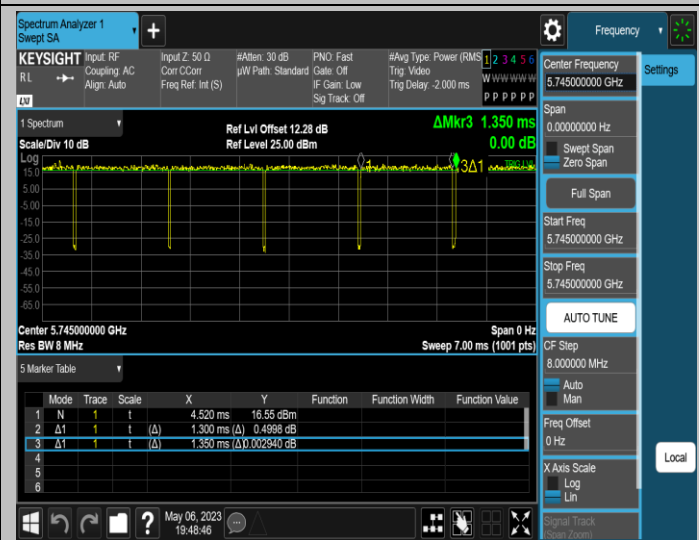 Spectrum Analyzer 1
Swept SA
+
Frequency
KEYSIGHT
RL
LXI
Input: RF
Coupling: AC
Align: Auto
Input Z: 50 Ω
Corr CCorr
Freq Ref: Int (S)
#Atten: 30 dB
µW Path: Standard
PNO: Fast
Gate: Off
IF Gain: Low
Sig Track: Off
#Avg Type: Power (RMS
Trig: Video
Trig Delay: -2.000 ms
1 2 3 4 5 6
W W W W W W
P P P P P P
1 Spectrum
Scale/Div 10 dB
Ref Lvl Offset 12.28 dB
Ref Level 25.00 dBm
ΔMkr3 1.350 ms
0.00 dB
Log
15.0
5.00
-5.00
-15.0
-25.0
-35.0
-45.0
-55.0
-65.0
1
3Δ1
TRIG LVL
Center 5.745000000 GHz
Res BW 8 MHz
Span 0 Hz
Sweep 7.00 ms (1001 pts)
5 Marker Table
Mode Trace Scale X Y Function Function Width Function Value
1 N 1 t 4.520 ms 16.55 dBm
2 Δ1 1 t (Δ) 1.300 ms (Δ) 0.4998 dB
3 Δ1 1 t (Δ) 1.350 ms (Δ)0.002940 dB
4
5
6
Center Frequency
5.745000000 GHz
Settings
Span
0.00000000 Hz
Swept Span
Zero Span
Full Span
Start Freq
5.745000000 GHz
Stop Freq
5.745000000 GHz
AUTO TUNE
CF Step
8.000000 MHz
Auto
Man
Freq Offset
0 Hz
X Axis Scale
Log
Lin
Signal Track
(Span Zoom)
Local
?
May 06, 2023
19:48:46